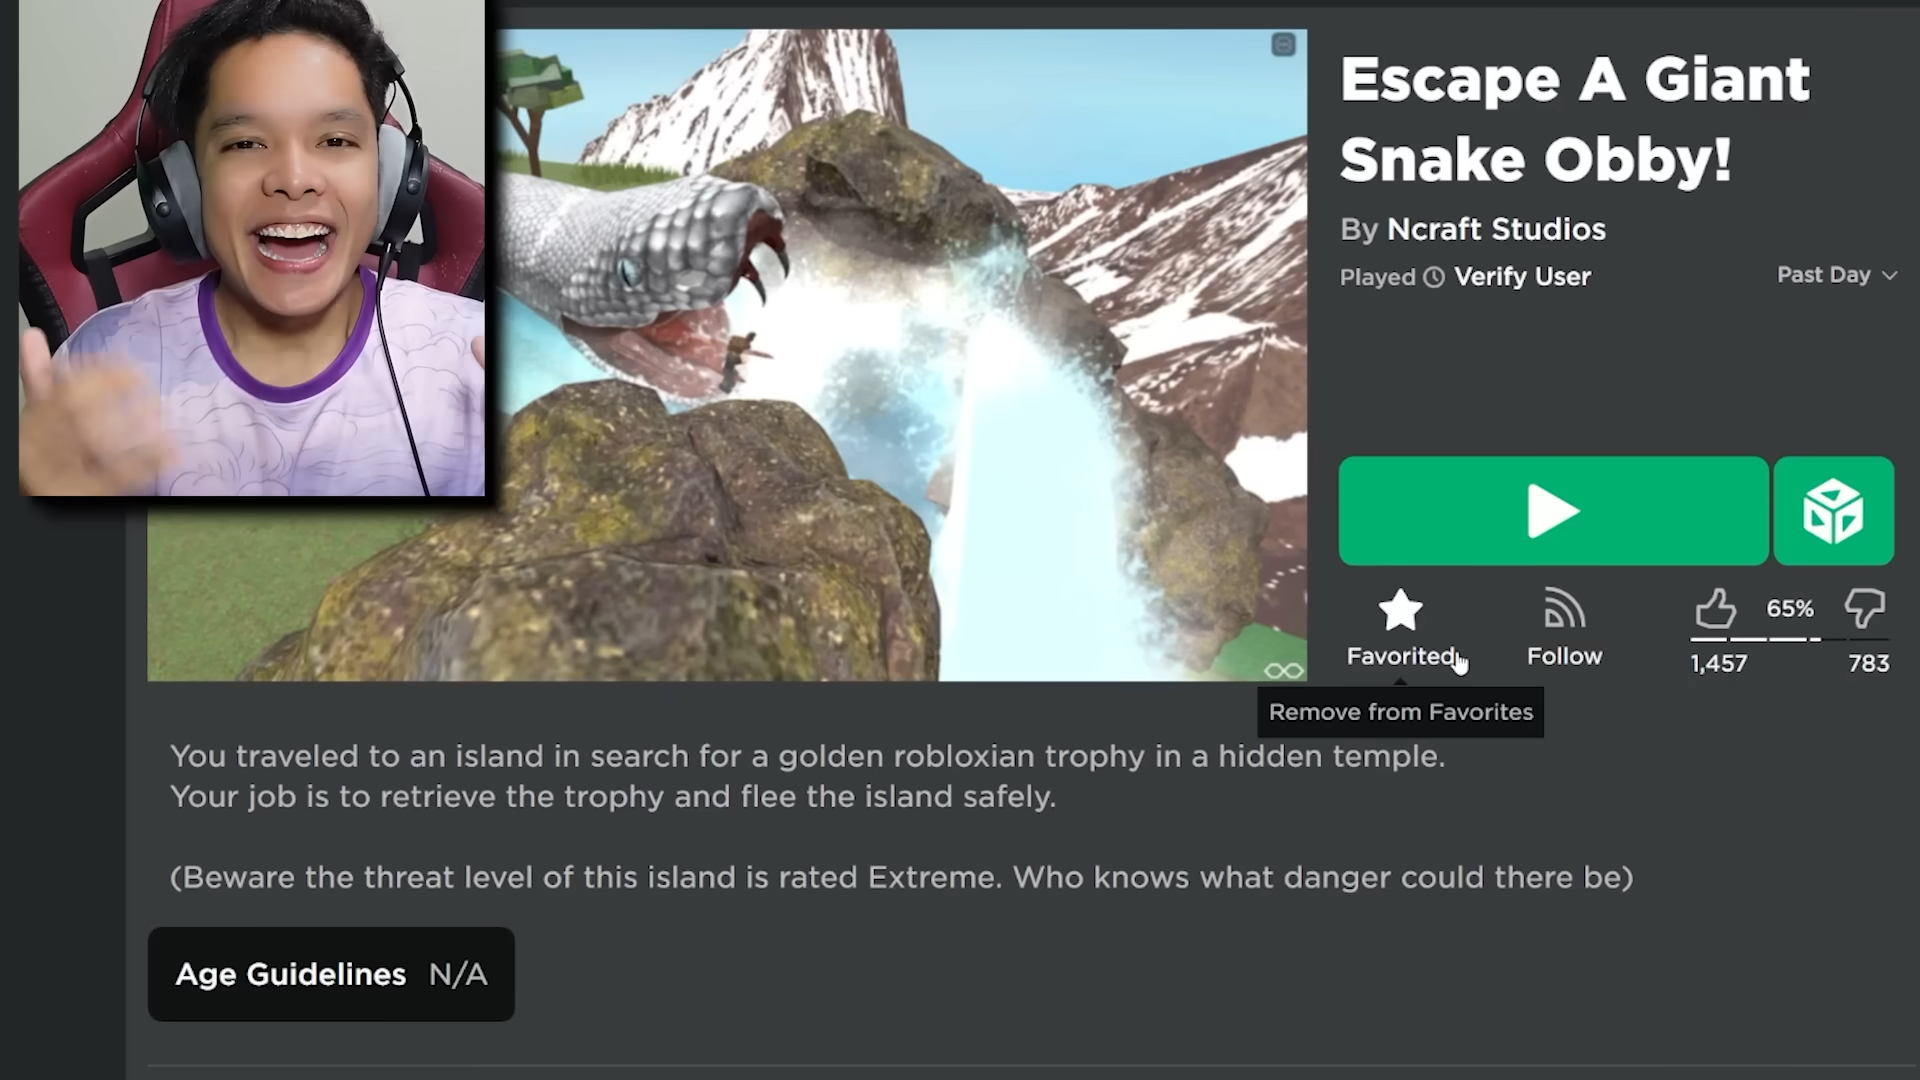 Escape A Giant
Snake Obby!
By Ncraft Studios
Played Verify User
Past Day
Favorited
Follow
65%
1,457
783
Remove from Favorites
You traveled to an island in search for a golden robloxian trophy in a hidden temple.
Your job is to retrieve the trophy and flee the island safely.
(Beware the threat level of this island is rated Extreme. Who knows what danger could there be)
Age Guidelines N/A